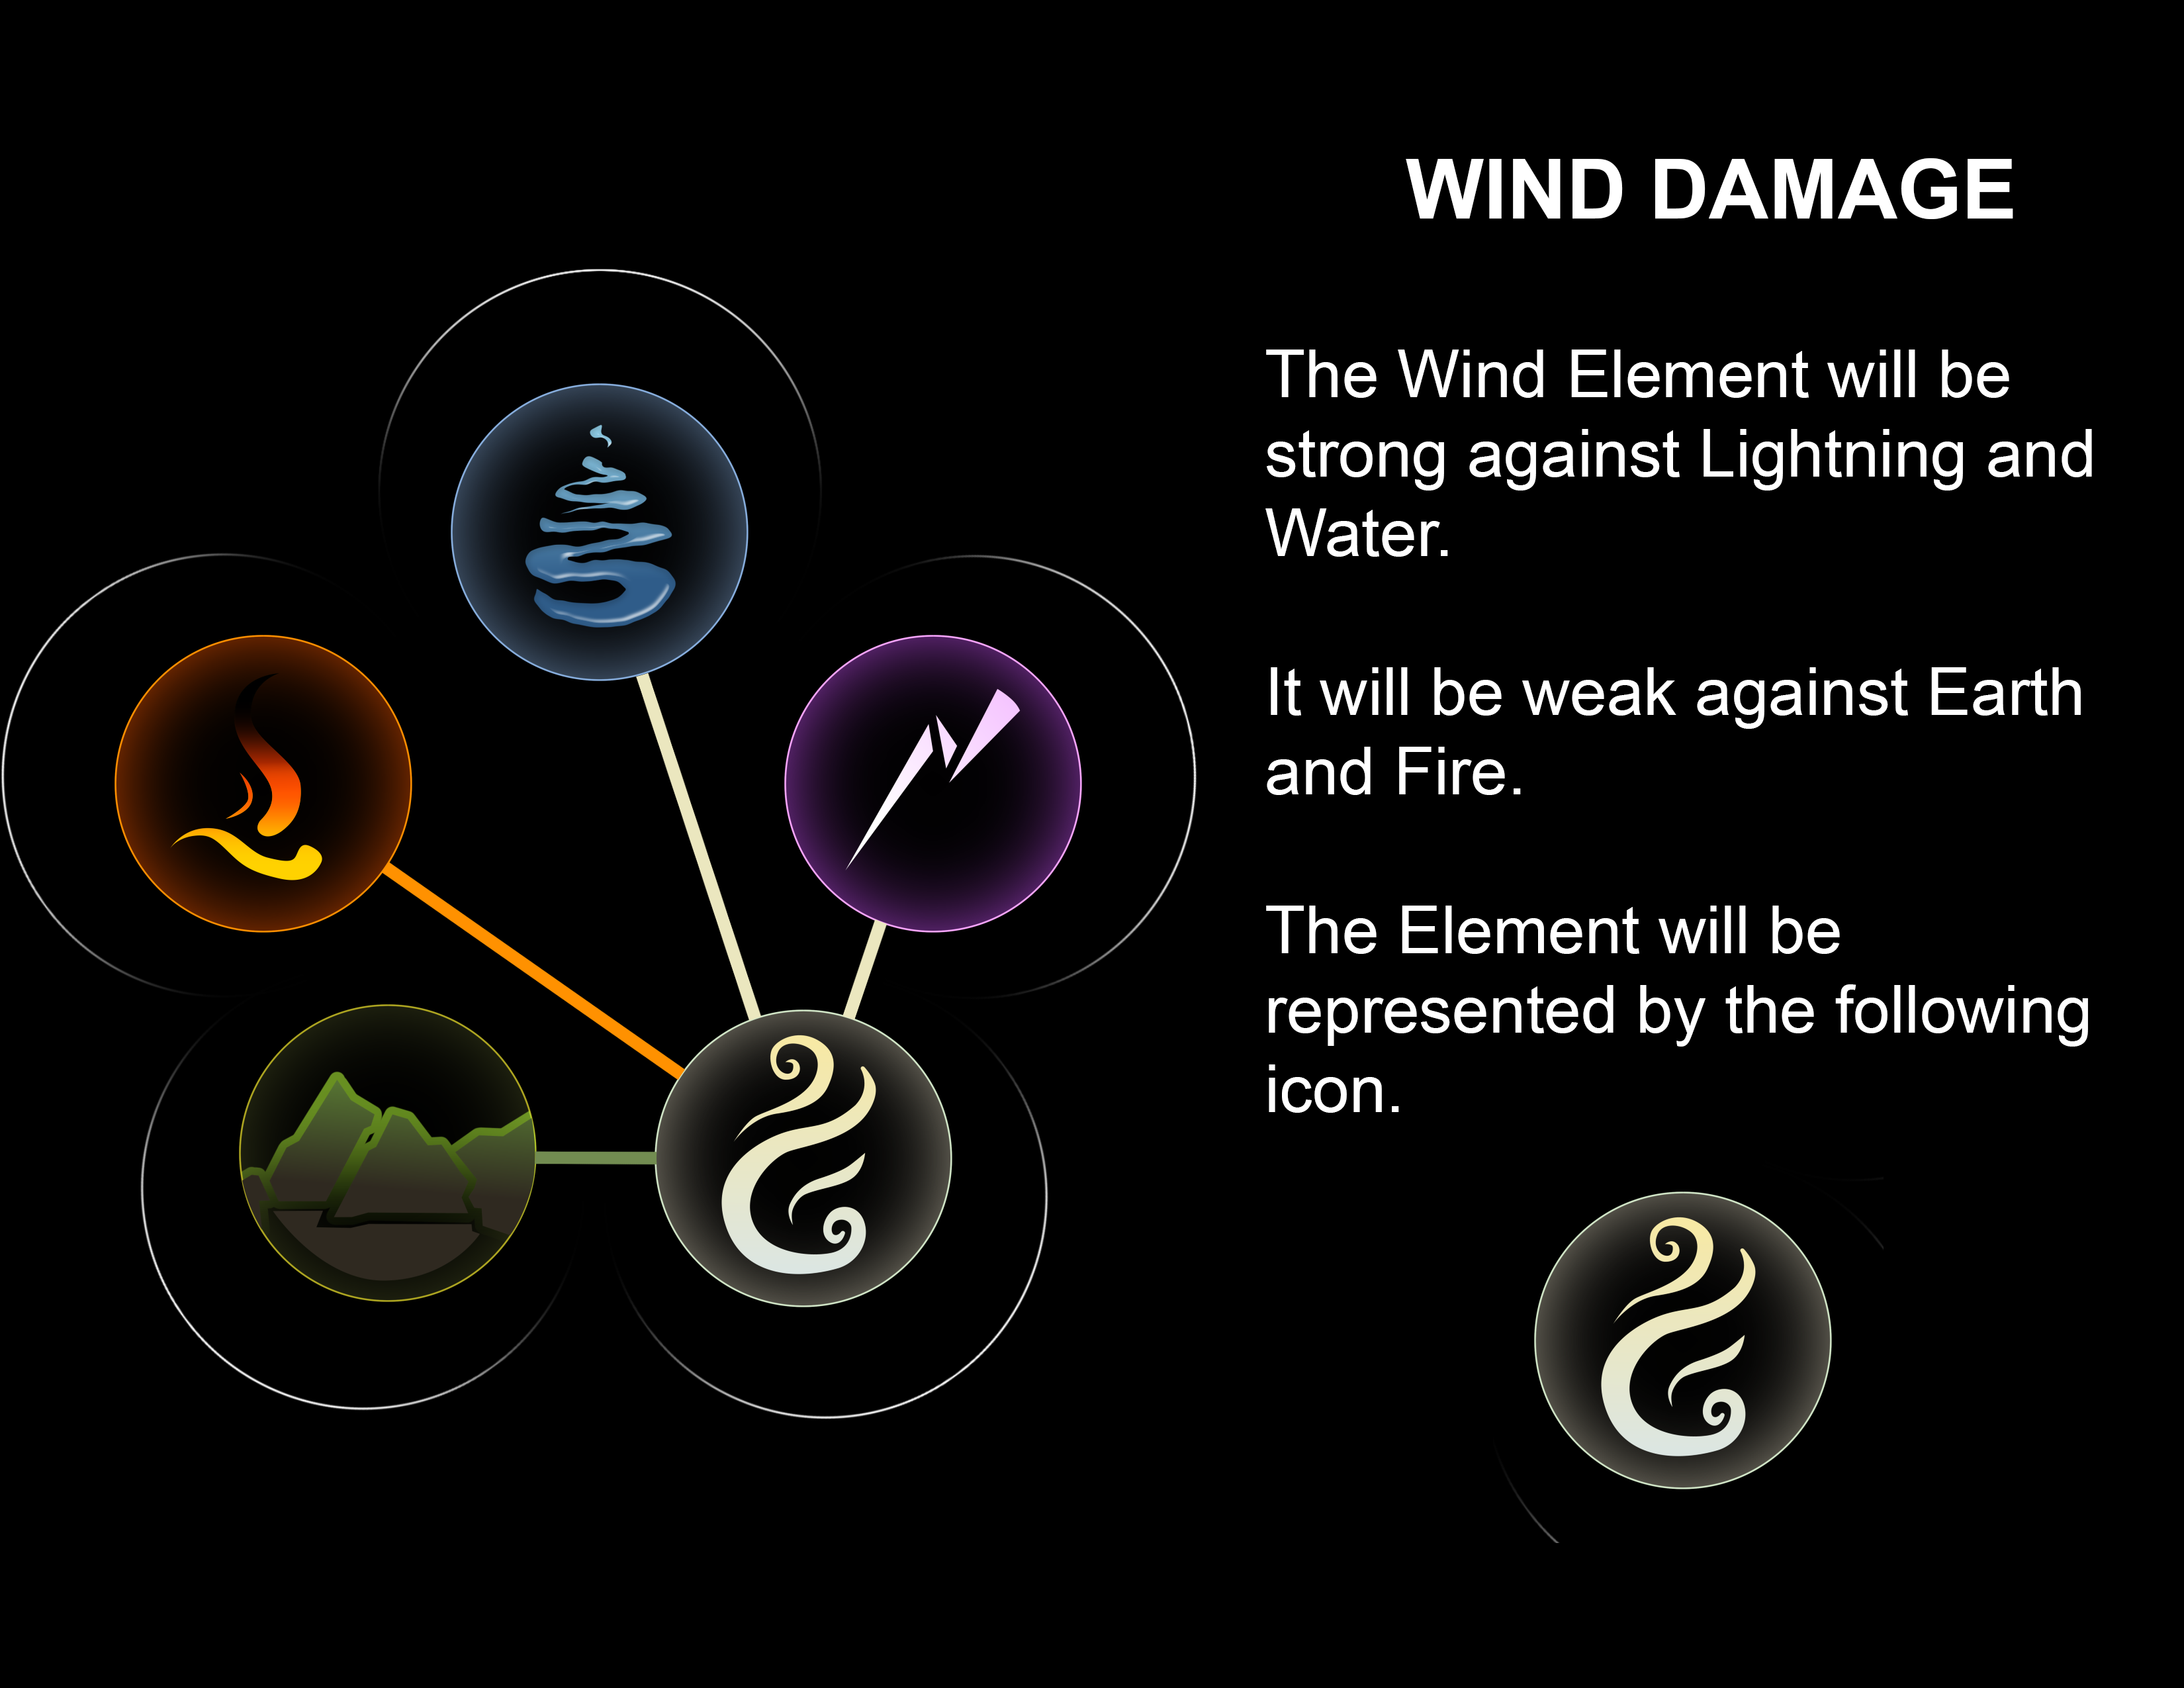 WIND DAMAGE
The Wind Element will be
strong against Lightning and
Water.
It will be weak against Earth
and Fire.
The Element will be
represented by the following
icon.